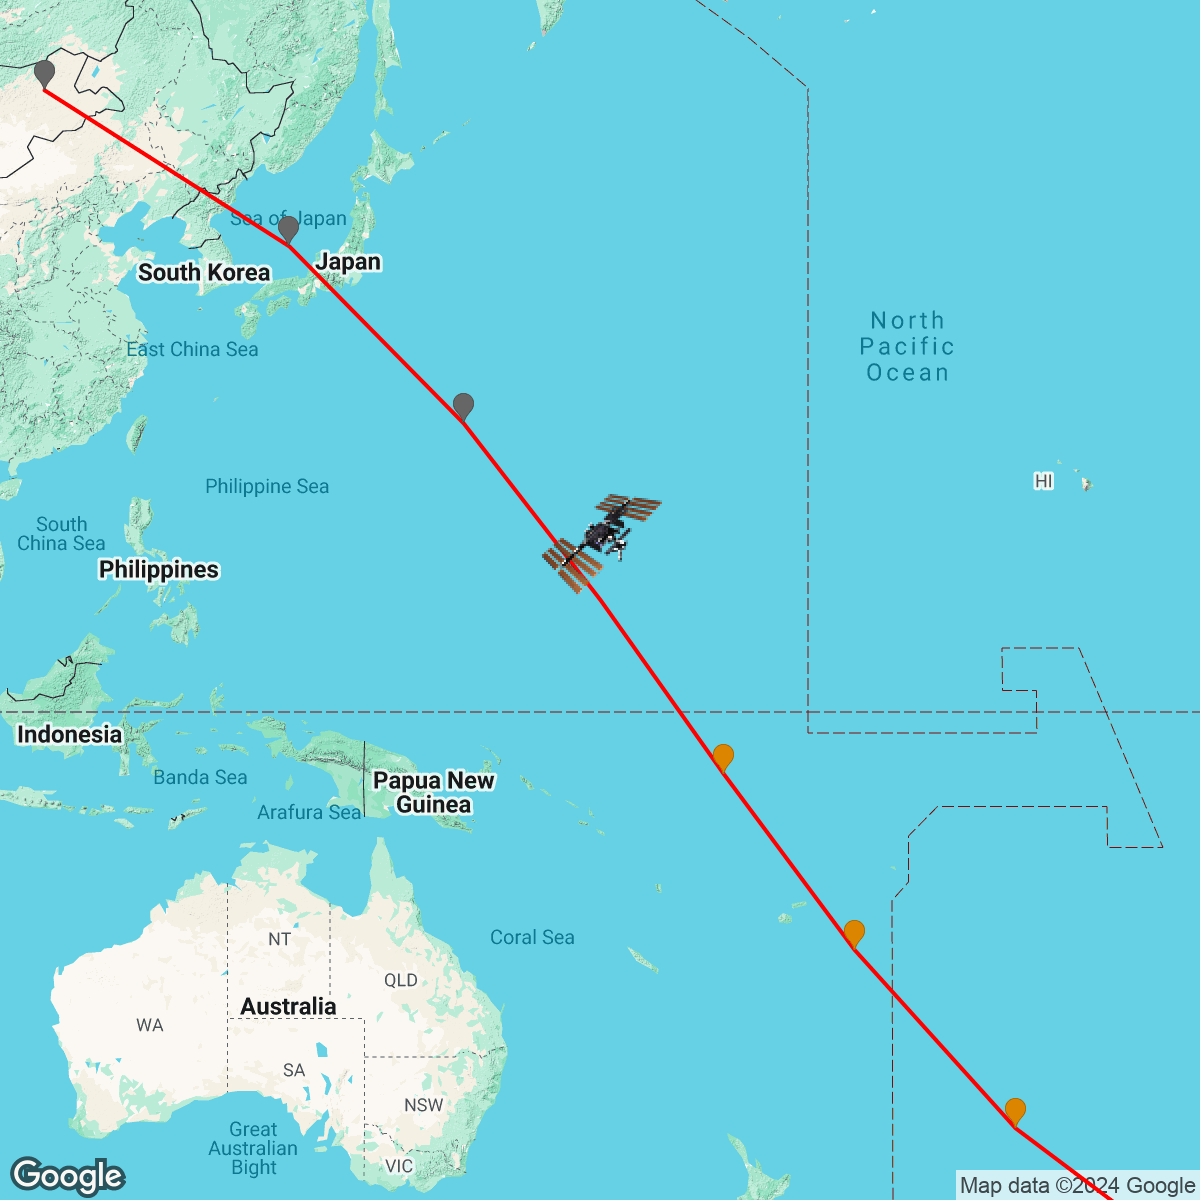 Sea of Japan
Japan
South Korea
North
Pacific
Ocean
East China Sea
Philippine Sea
HI
South
China Sea
Philippines
Indonesia
Banda Sea
Papua New
Guinea
Arafura Sea
Coral Sea
NT
QLD
Australia
WA
SA
NSW
Great
Australian
Bight
VIC
Google
Map data ©2024 Google